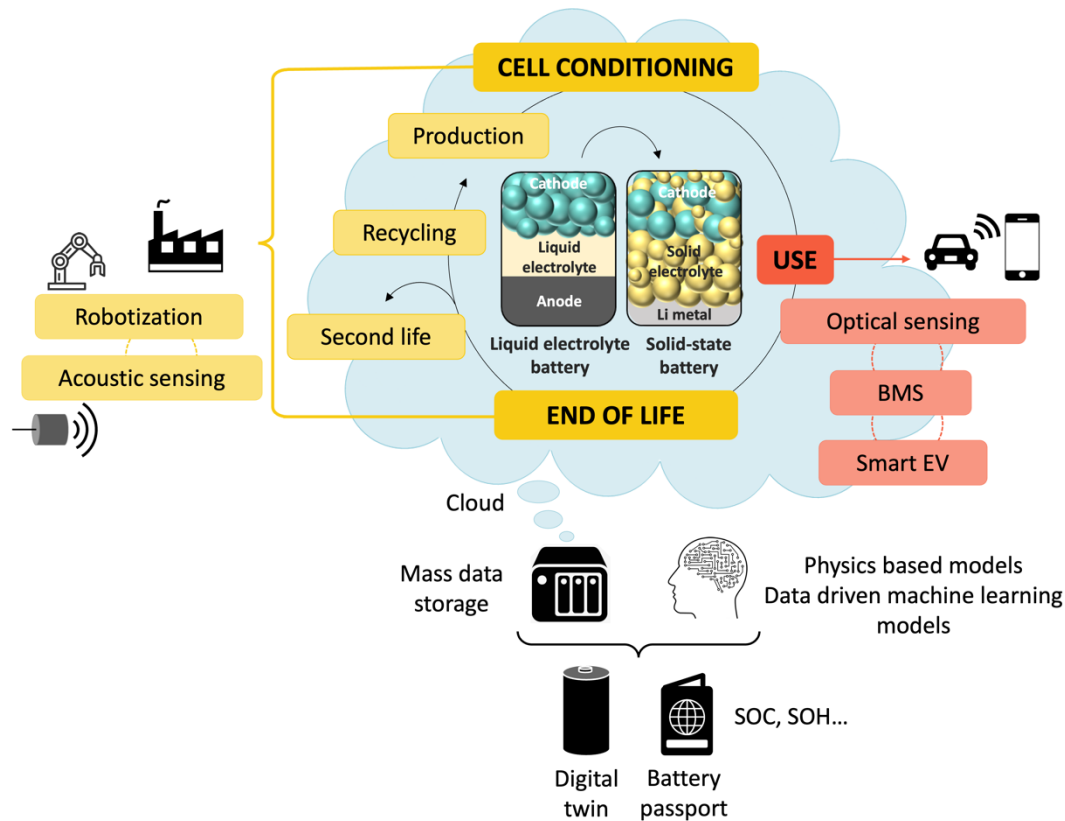 CELL CONDITIONING
Production
Recycling
Second life
Robotization
Acoustic sensing
Cathode
Liquid
electrolyte
Anode
Liquid electrolyte
battery
Cathode
Solid
electrolyte
Li metal
Solid-state
battery
USE
Optical sensing
BMS
Smart EV
END OF LIFE
Cloud
Mass data
storage
Physics based models
Data driven machine learning
models
SOC, SOH...
Digital
twin
Battery
passport